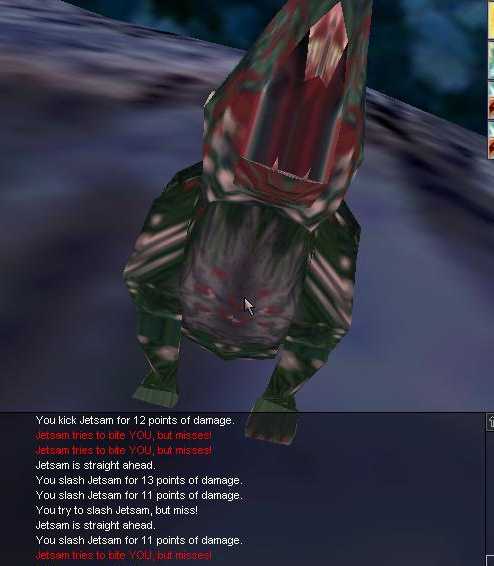 You kick Jetsam for 12 points of damage.
Jetsam tries to bite YOU, but misses!
Jetsam tries to bite YOU, but misses!
Jetsam is straight ahead.
You slash Jetsam for 13 points of damage.
You slash Jetsam for 11 points of damage.
You try to slash Jetsam, but miss!
Jetsam is straight ahead.
You slash Jetsam for 11 points of damage.
Jetsam tries to bite YOU, but misses!